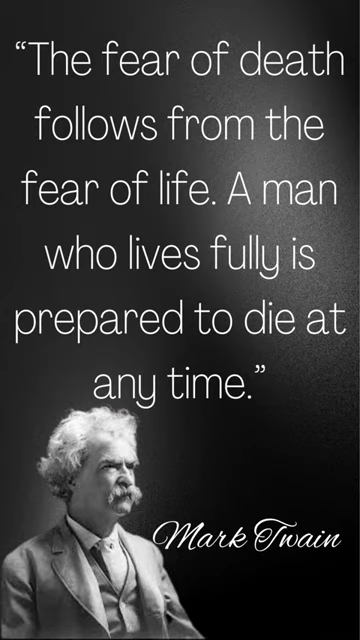 “The fear of death
follows from the
fear of life. A man
who lives fully is
prepared to die at
any time.”
Mark Twain